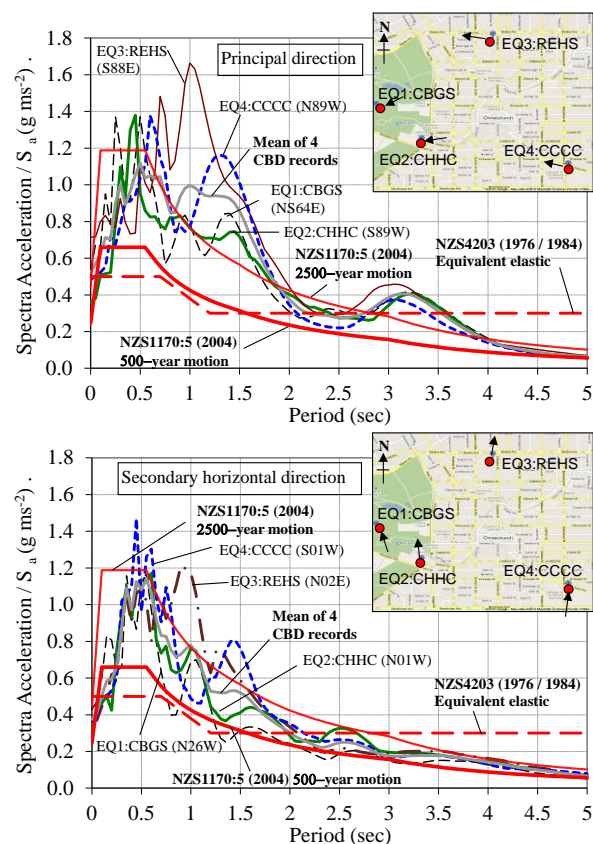 1.8
1.6
1.4
1.2
1.0
0.8
0.6
0.4
0.2
0.0
Spectra Acceleration / S a (g ms-2) .
EQ3:REHS
(S88E)
Principal direction
EQ4:CCCC (N89W)
Mean of 4
CBD records
EQ1:CBGS
(NS64E)
EQ2:CHHC (S89W)
NZS1170:5 (2004)
2500–year motion
NZS4203 (1976 / 1984)
Equivalent elastic
NZS1170:5 (2004)
500–year motion
0 0.5 1 1.5 2 2.5 3 3.5 4 4.5 5
Period (sec)
N
EQ3:REHS
EQ1:CBGS
Christchurch
EQ2:CHHC
EQ4:CCCC
1.8
1.6
1.4
1.2
1.0
0.8
0.6
0.4
0.2
0.0
Spectra Acceleration / S a (g ms-2) .
Secondary horizontal direction
NZS1170:5 (2004)
2500–year motion
EQ4:CCCC (S01W)
EQ3:REHS (N02E)
Mean of 4
CBD records
EQ2:CHHC (N01W)
NZS4203 (1976 / 1984)
Equivalent elastic
EQ1:CBGS (N26W)
NZS1170:5 (2004) 500–year motion
0 0.5 1 1.5 2 2.5 3 3.5 4 4.5 5
Period (sec)
N
EQ3:REHS
EQ1:CBGS
Christchurch
EQ2:CHHC
EQ4:CCCC